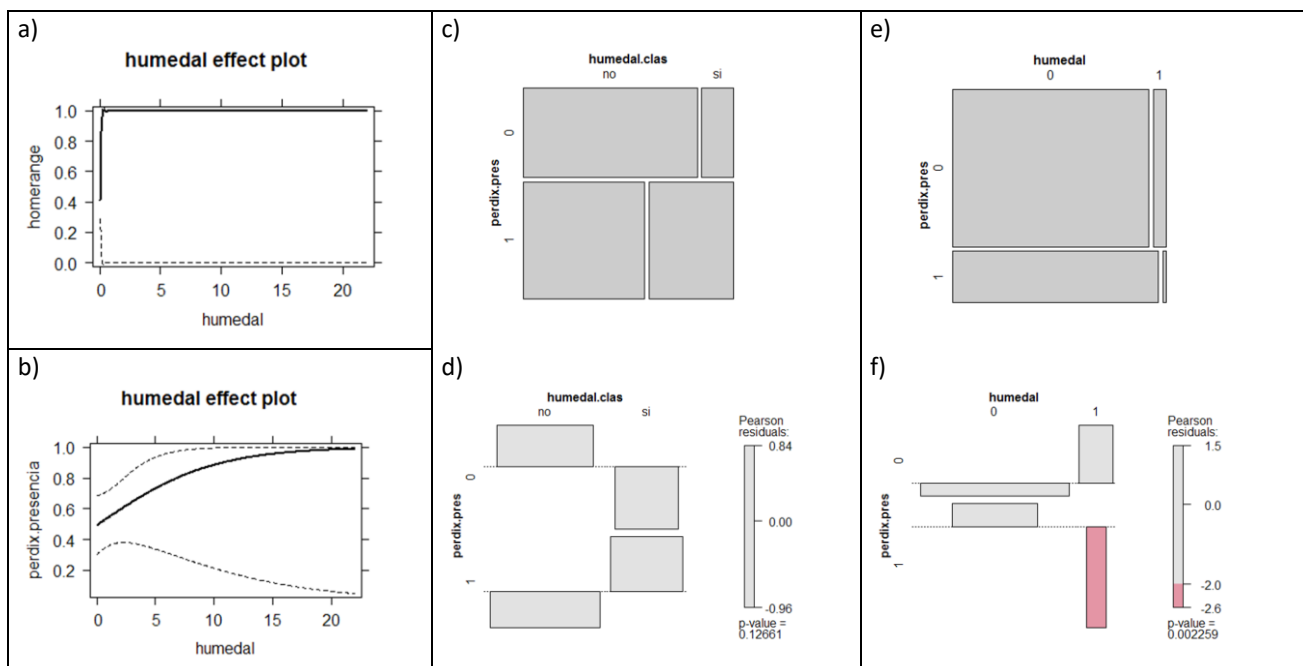 a)
humedal effect plot
homerange
1.0
0.8
0.6
0.4
0.2
0.0
0 5 10 15 20
humedal
b)
humedal effect plot
perdix.presencia
1.0
0.8
0.6
0.4
0.2
0 5 10 15 20
humedal
c)
humedal.clas
no si
perdix.pres
0
1
d)
humedal.clas
no si
perdix.pres
0
1
Pearson
residuals:
0.84
0.00
-0.96
p-value =
0.12661
e)
humedal
0 1
perdix.pres
0
1
f)
humedal
0 1
perdix.pres
0
1
Pearson
residuals:
1.5
0.0
-2.0
-2.6
p-value =
0.002259